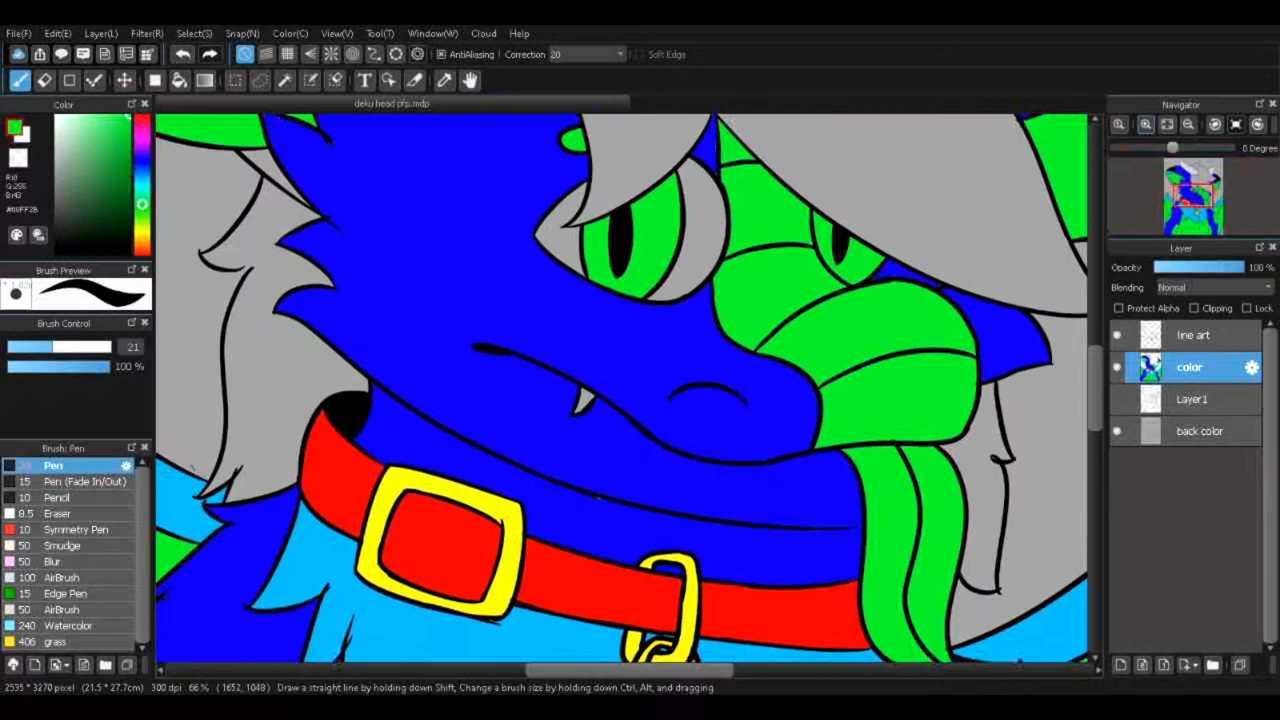 File(F) Edit(E) Layer(L) Filter(R) Select(S) Snap(N) Color(C) View(V) Tool(T) Window(W) Cloud Help
AntiAliasing Correction 20 Soft Edge
Color
deku head pfp.mdp
Navigator
R:0
G:255
B:43
#00FF2B
0 Degree
Layer
Brush Preview
Opacity 100 %
Blending Normal
Protect Alpha Clipping Lock
Brush Control
21
100 %
line art
color
Layer1
back color
Brush: Pen
Pen
15 Pen (Fade In/Out)
10 Pencil
8.5 Eraser
10 Symmetry Pen
50 Smudge
50 Blur
100 AirBrush
15 Edge Pen
50 AirBrush
240 Watercolor
406 grass
2535 * 3270 pixel (21.5 * 27.7cm) 300 dpi 66 % ( 1652, 1048 ) Draw a straight line by holding down Shift, Change a brush size by holding down Ctrl, Alt, and dragging